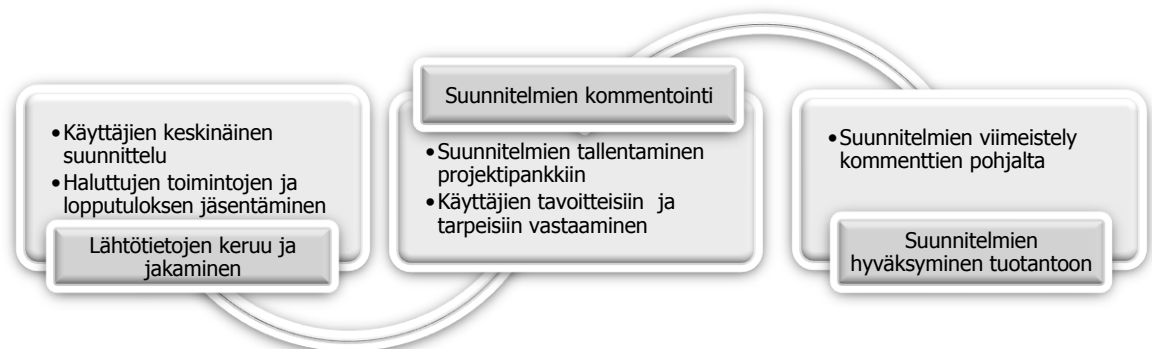 • Käyttäjien keskinäinen
suunnittelu
• Haluttujen toimintojen ja
lopputuloksen jäsentäminen
Lähtötietojen keruu ja
jakaminen
Suunnitelmien kommentointi
• Suunnitelmien tallentaminen
projektipankkiin
• Käyttäjien tavoitteisiin ja
tarpeisiin vastaaminen
• Suunnitelmien viimeistely
kommenttien pohjalta
Suunnitelmien
hyväksyminen tuotantoon